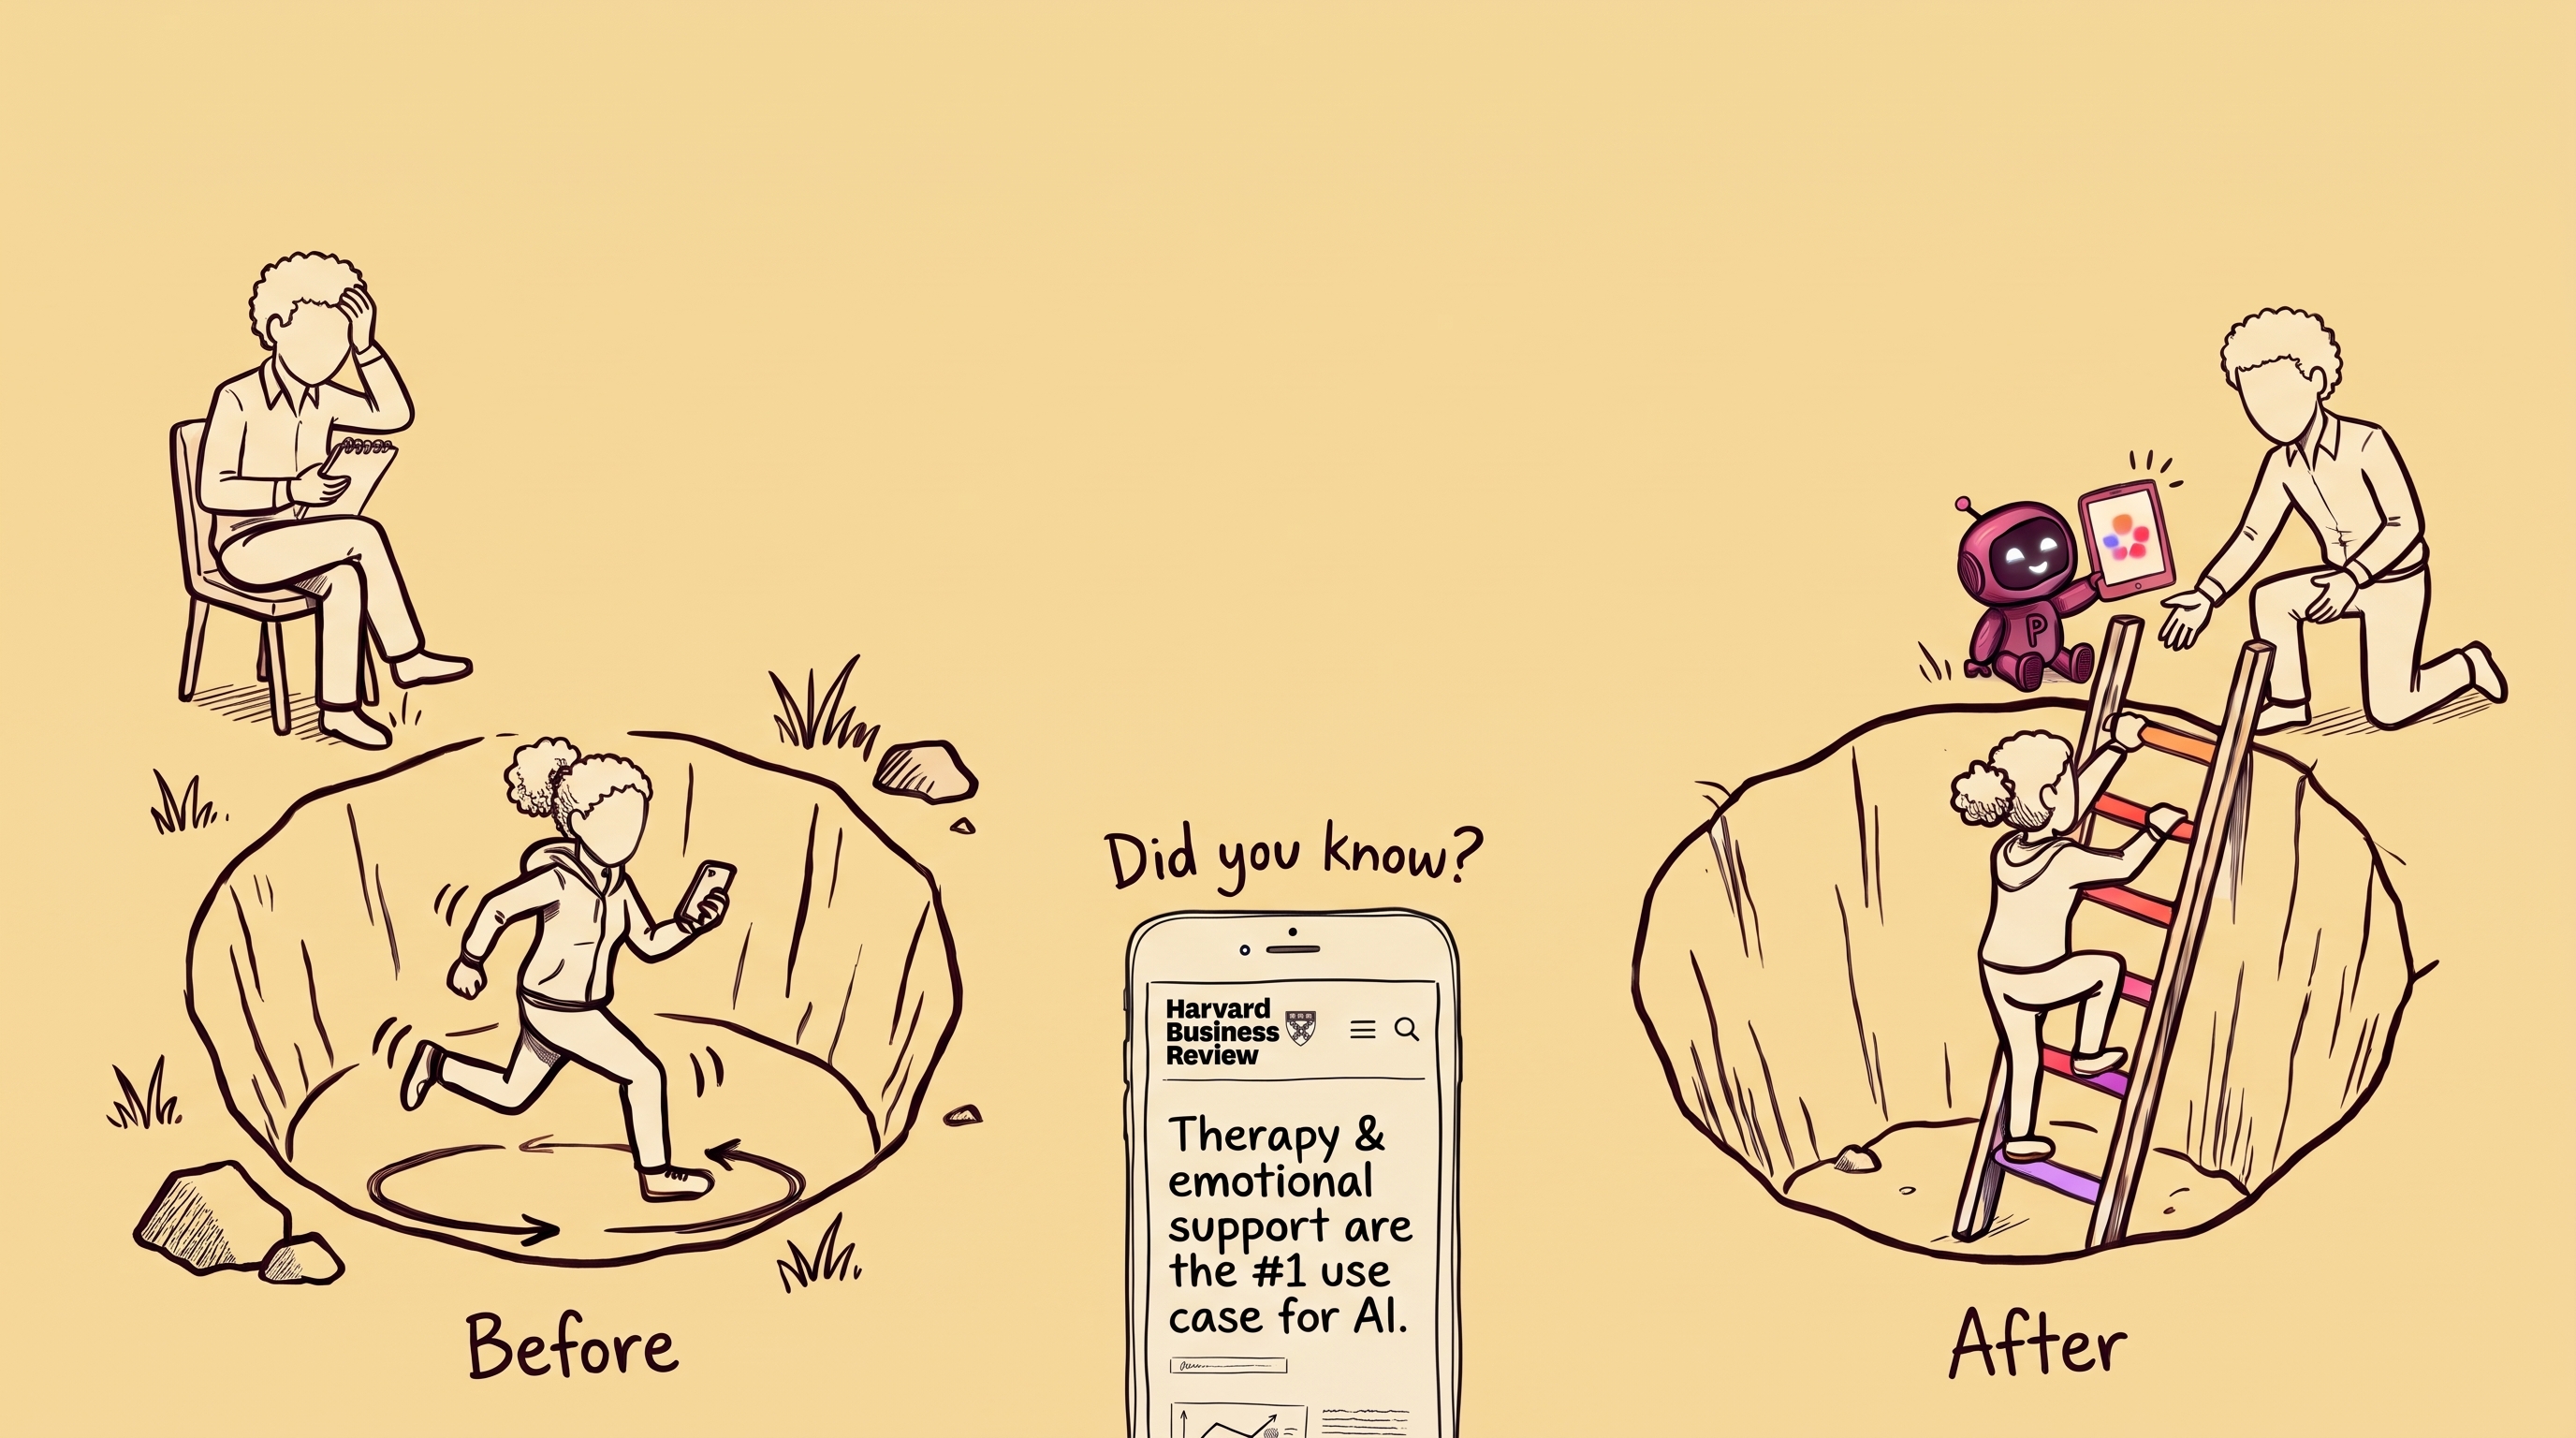 Did you know?
Harvard
Business
Review
Therapy &
emotional
support are
the #1 use
case for AI.
P
Before
After